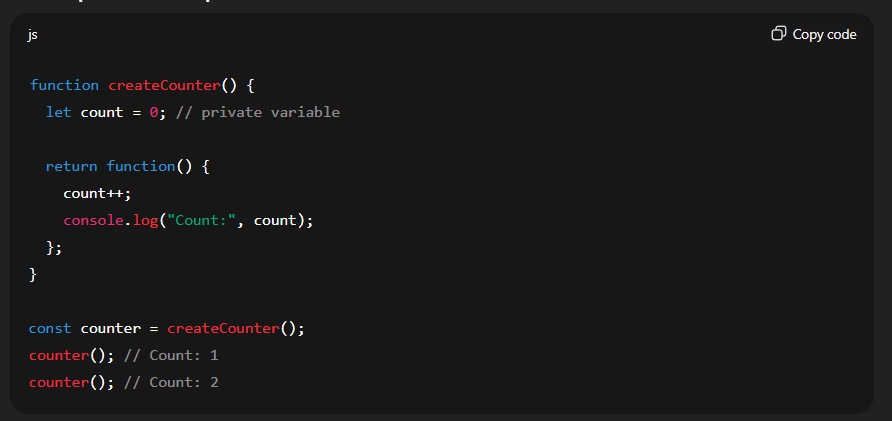 js
Copy code
function createCounter() {
  let count = 0; // private variable

  return function() {
    count++;
    console.log("Count:", count);
  };
}

const counter = createCounter();
counter(); // Count: 1
counter(); // Count: 2